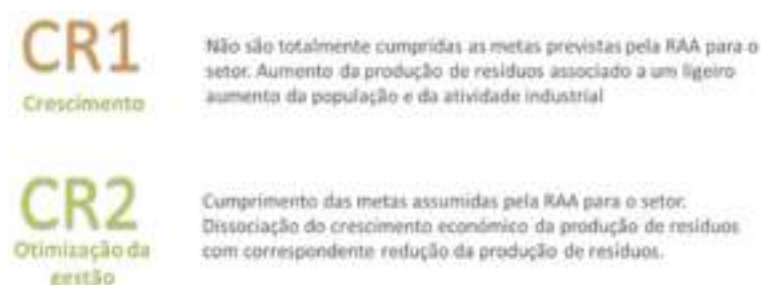 CR1
Crescimento
Não são totalmente cumpridas as metas previstas pela RAA para o
setor. Aumento da produção de resíduos associado a um ligeiro
aumento da população e da atividade industrial
CR2
Otimização da
gestão
Cumprimento das metas assumidas pela RAA para o setor.
Dissociação do crescimento económico da produção de resíduos
com correspondente redução da produção de resíduos.